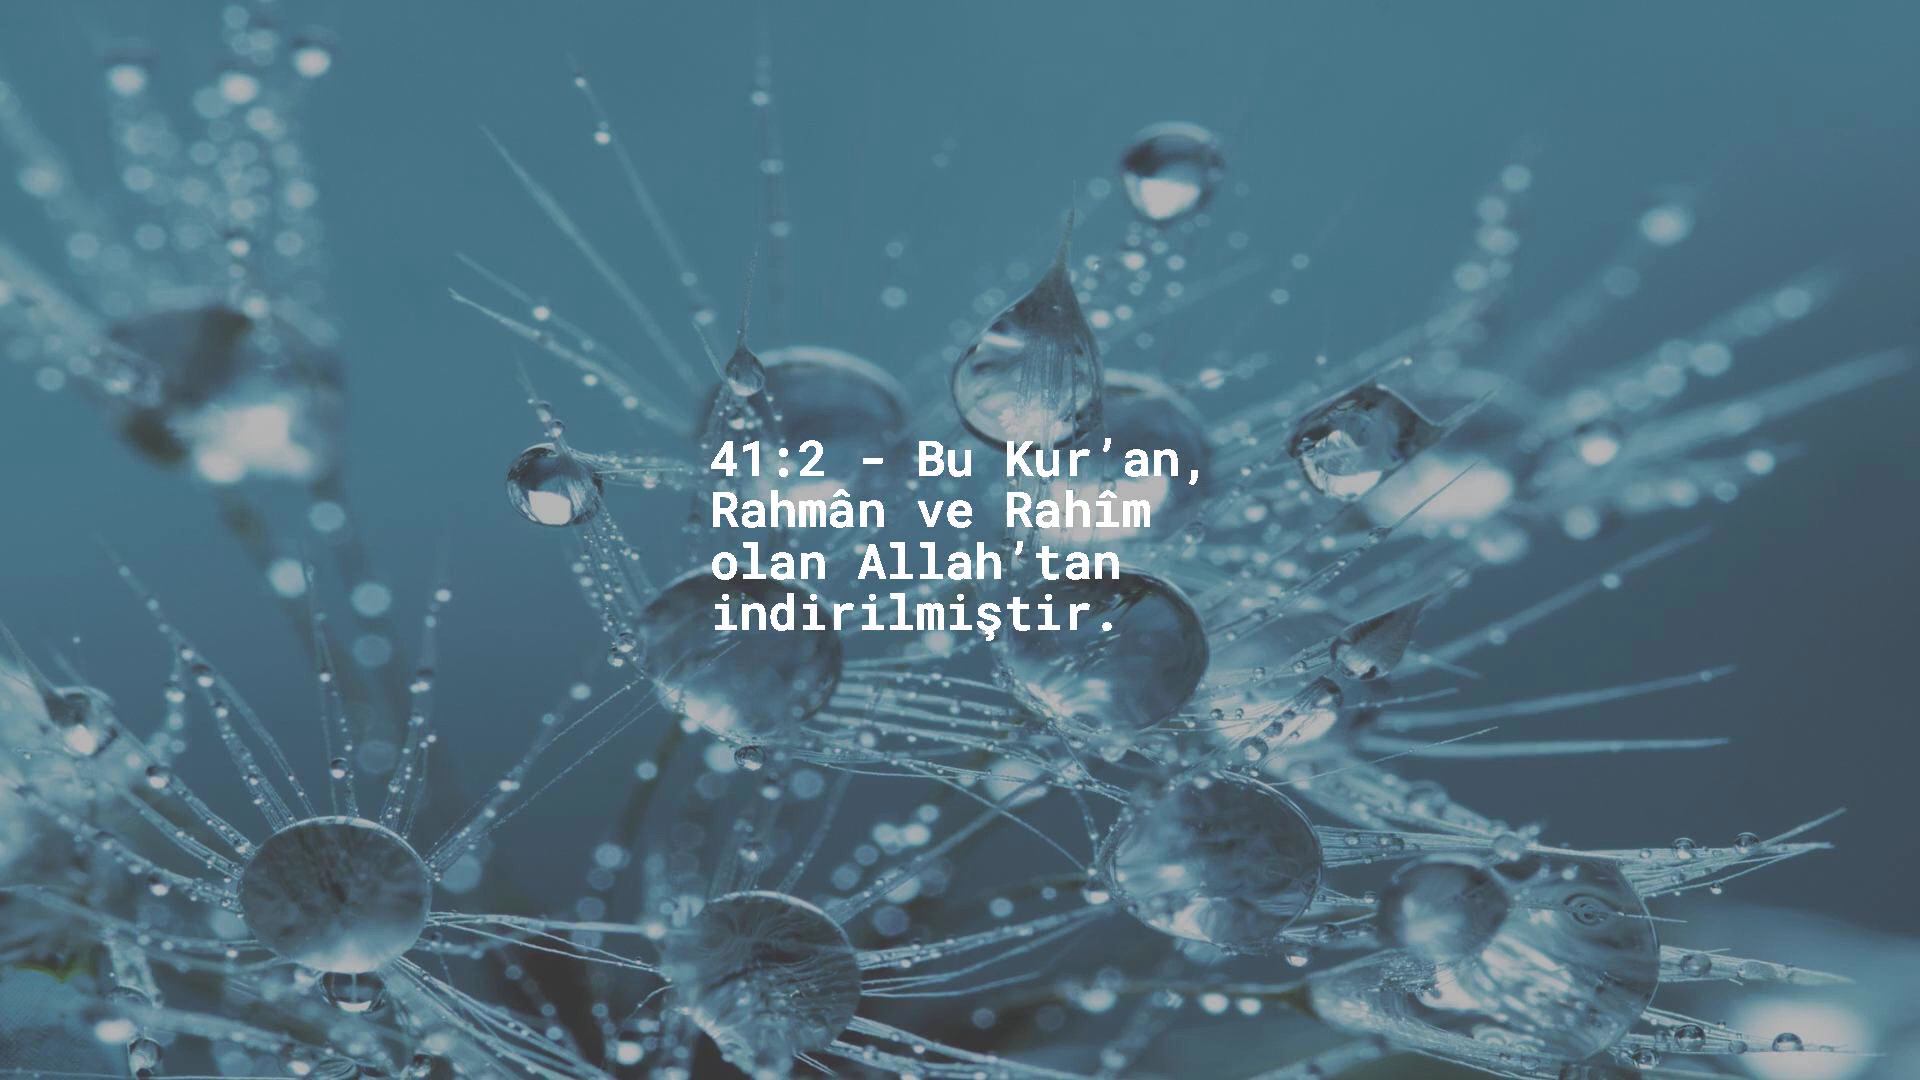 41:2 - Bu Kur’an,
Rahmân ve Rahîm
olan Allah’tan
indirilmiştir.